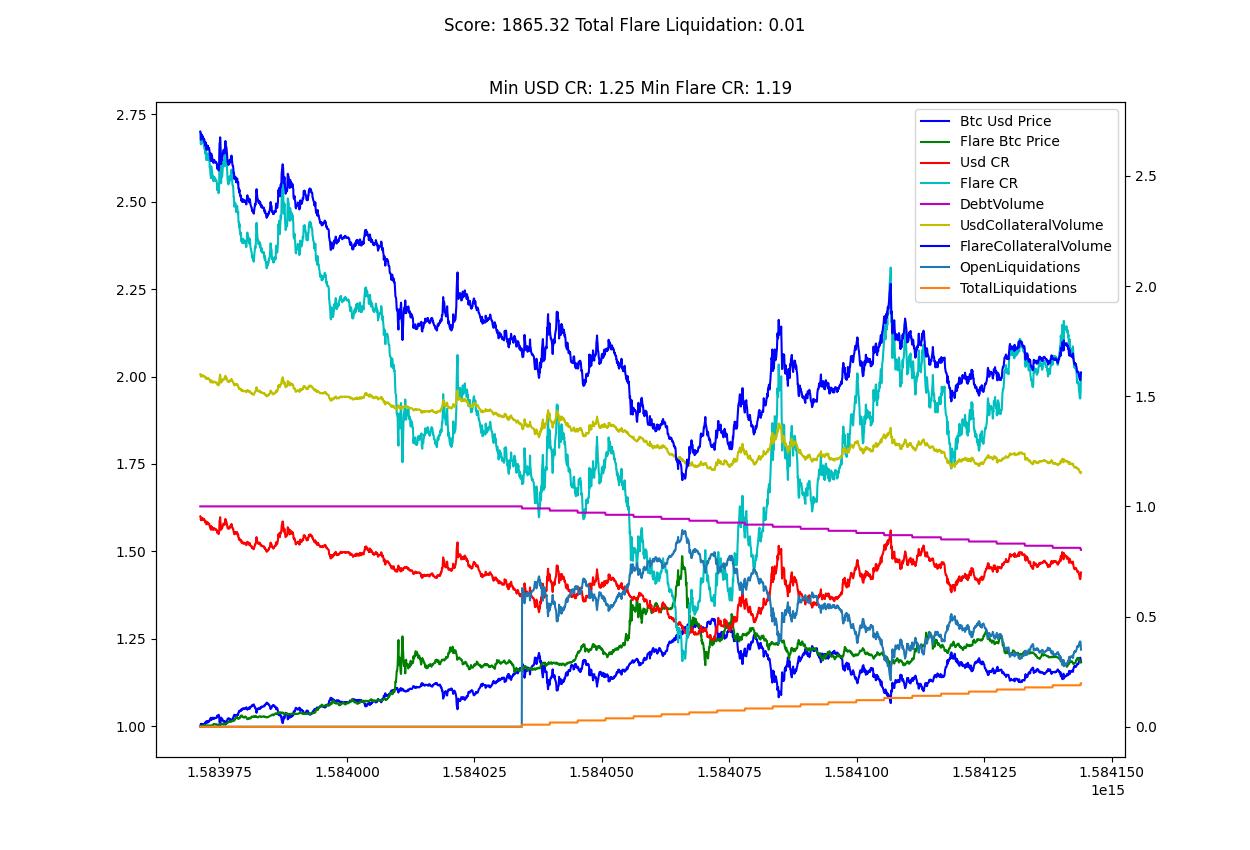 Score: 1865.32 Total Flare Liquidation: 0.01
Min USD CR: 1.25 Min Flare CR: 1.19
2.75
2.50
2.25
2.00
1.75
1.50
1.25
1.00
Btc Usd Price
Flare Btc Price
Usd CR
Flare CR
DebtVolume
UsdCollateralVolume
FlareCollateralVolume
OpenLiquidations
TotalLiquidations
2.5
2.0
1.5
1.0
0.5
0.0
1.583975 1.584000 1.584025 1.584050 1.584075 1.584100 1.584125 1.584150
1e15